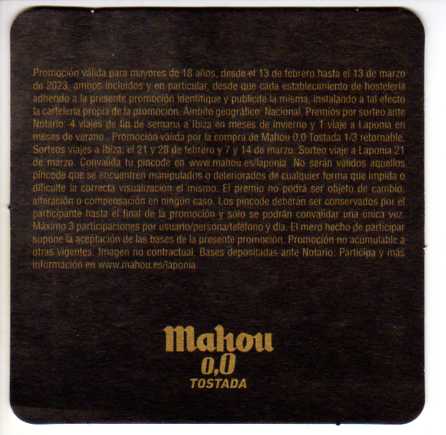 Promoción válida para mayores de 18 años, desde el 13 de febrero hasta el 13 de marzo
de 2023, ambos incluidos y en particular, desde que cada establecimiento de hostelería
adherido a la presente promoción identifique y publicite la misma, instalando a tal efecto
la cartelería propia de la promoción. Ámbito geográfico: Nacional. Premios por sorteo ante
Notario: 4 viajes de fin de semana a Ibiza en meses de invierno y 1 viaje a Laponia en
meses de verano. Promoción válida por la compra de Mahou 0,0 Tostada 1/3 retornable.
Sorteos viajes a Ibiza: el 21 y 28 de febrero y 7 y 14 de marzo. Sorteo viaje a Laponia 21
de marzo. Convalida tu pincode en www.mahou.es/laponia. No serán válidos aquellos
pincode que se encuentren manipulados o deteriorados de cualquier forma que impida o
dificulte la correcta visualización el mismo. El premio no podrá ser objeto de cambio,
alteración o compensación en ningún caso. Los pincode deberán ser conservados por el
participante hasta el final de la promoción y sólo se podrán convalidar una única vez.
Máximo 3 participaciones por usuario/persona/teléfono y día. El mero hecho de participar
supone la aceptación de las bases de la presente promoción. Promoción no acumulable a
otras vigentes. Imagen no contractual. Bases depositadas ante Notario. Participa y más
información en www.mahou.es/laponia.
Mahou
0,0
TOSTADA